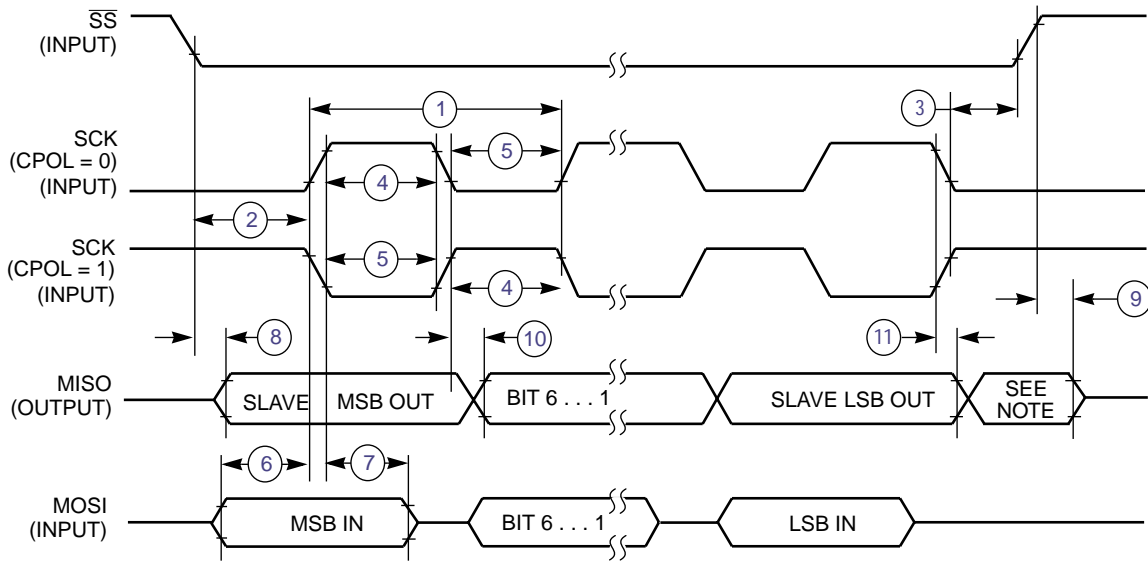 S̅S̅
(INPUT)
1
3
SCK
(CPOL = 0)
(INPUT)
5
4
2
SCK
(CPOL = 1)
(INPUT)
5
4
9
8
10
11
MISO
(OUTPUT)
SLAVE MSB OUT
BIT 6 . . . 1
SLAVE LSB OUT
SEE
NOTE
6
7
MOSI
(INPUT)
MSB IN
BIT 6 . . . 1
LSB IN